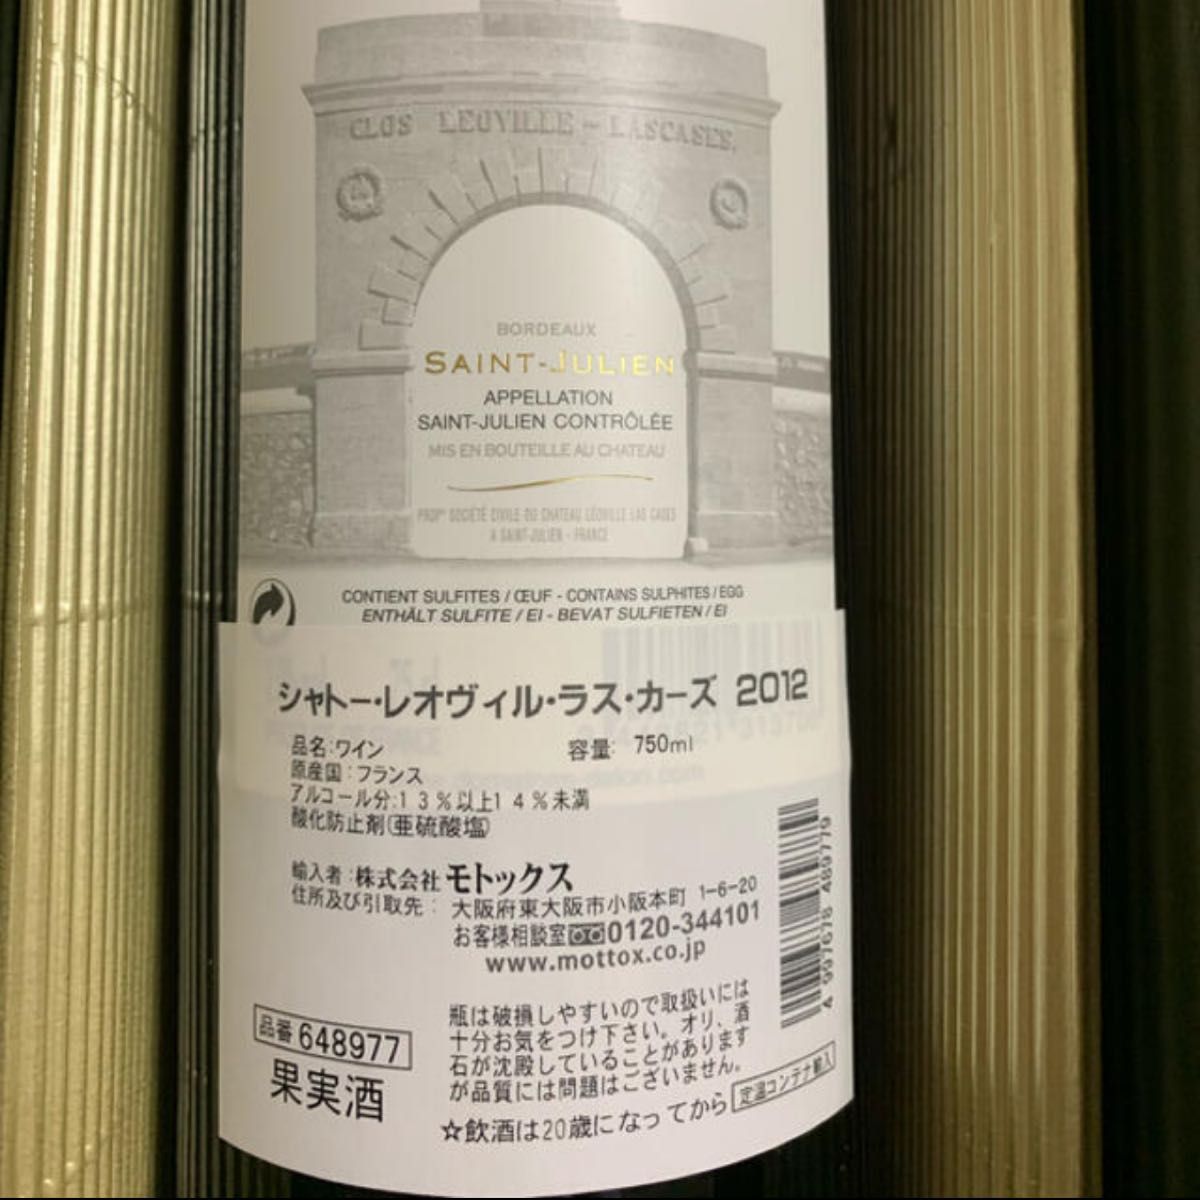 CLOS LEOVILLE - LASCASES.
BORDEAUX
SAINT-JULIEN
APPELLATION
SAINT-JULIEN CONTRÔLÉE
MIS EN BOUTEILLE AU CHATEAU
PROPRE SOCIÉTÉ CIVILE DU CHATEAU LÉOVILLE LAS CASES
A SAINT-JULIEN - FRANCE
CONTIENT SULFITES / ŒUF - CONTAINS SULPHITES / EGG
ENTHÄLT SULFITE / EI - BEVAT SULFIETEN / EI
シャトー・レオヴィル・ラス・カーズ 2012
品名:ワイン 容量: 750ml
原産国:フランス
アルコール分:13%以上14%未満
酸化防止剤(亜硫酸塩)
輸入者:株式会社モトックス
住所及び引取先: 大阪府東大阪市小阪本町 1-6-20
お客様相談室 0120-344101
www.mottox.co.jp
4 997678 489779
瓶は破損しやすいので取扱いには
十分お気をつけ下さい。オリ、酒
石が沈殿していることがあります
が品質には問題はございません。
品番 648977
果実酒
定温コンテナ輸入
☆飲酒は20歳になってから